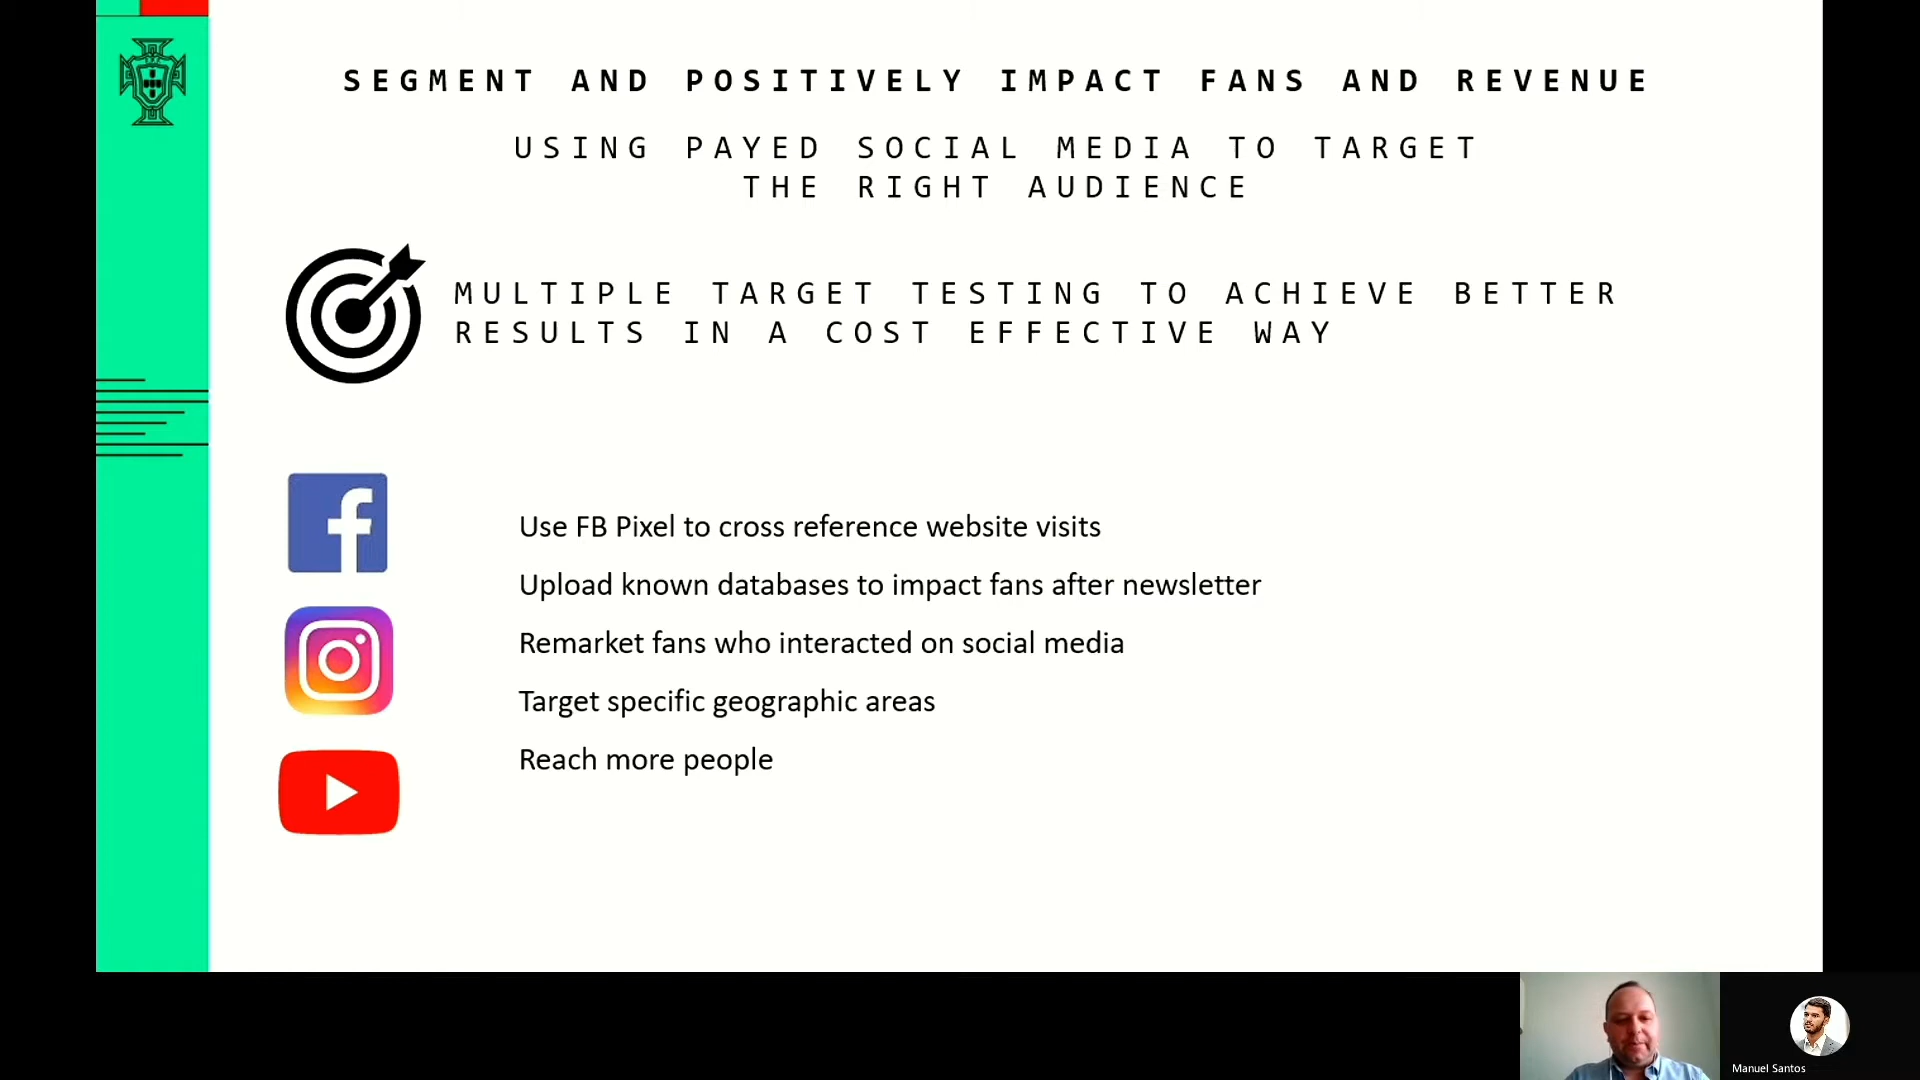 SEGMENT AND POSITIVELY IMPACT FANS AND REVENUE
USING PAYED SOCIAL MEDIA TO TARGET
THE RIGHT AUDIENCE
MULTIPLE TARGET TESTING TO ACHIEVE BETTER
RESULTS IN A COST EFFECTIVE WAY
Use FB Pixel to cross reference website visits
Upload known databases to impact fans after newsletter
Remarket fans who interacted on social media
Target specific geographic areas
Reach more people
Manuel Santos